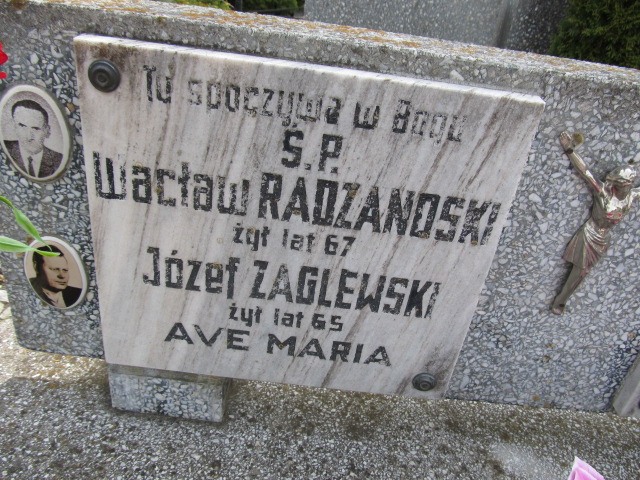 Tu spoczywa w Bogu
Ś.P.
Wacław RADZANOSKI
żył lat 67
Józef ZAGLEWSKI
żył lat 65
AVE MARIA